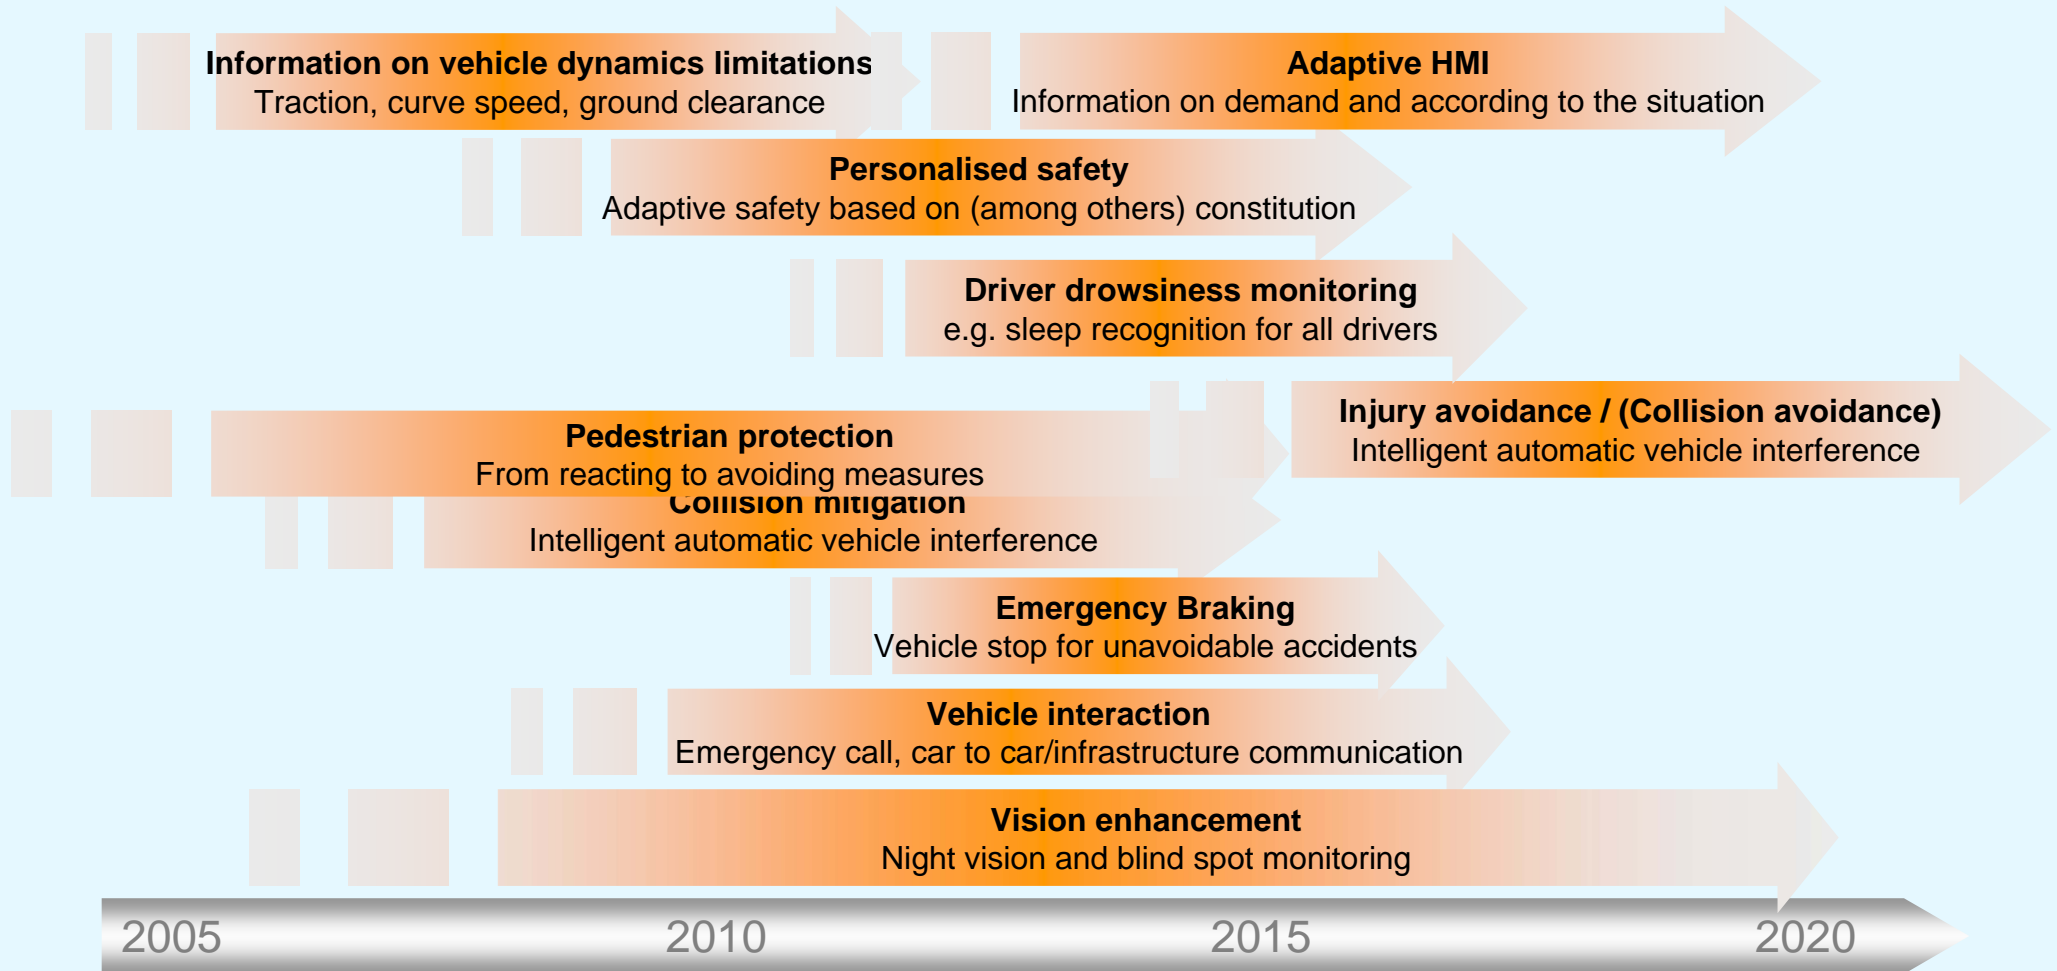 Information on vehicle dynamics limitations
Traction, curve speed, ground clearance
Adaptive HMI
Information on demand and according to the situation
Personalised safety
Adaptive safety based on (among others) constitution
Driver drowsiness monitoring
e.g. sleep recognition for all drivers
Injury avoidance / (Collision avoidance)
Intelligent automatic vehicle interference
Pedestrian protection
From reacting to avoiding measures
Collision mitigation
Intelligent automatic vehicle interference
Emergency Braking
Vehicle stop for unavoidable accidents
Vehicle interaction
Emergency call, car to car/infrastructure communication
Vision enhancement
Night vision and blind spot monitoring
2005 2010 2015 2020